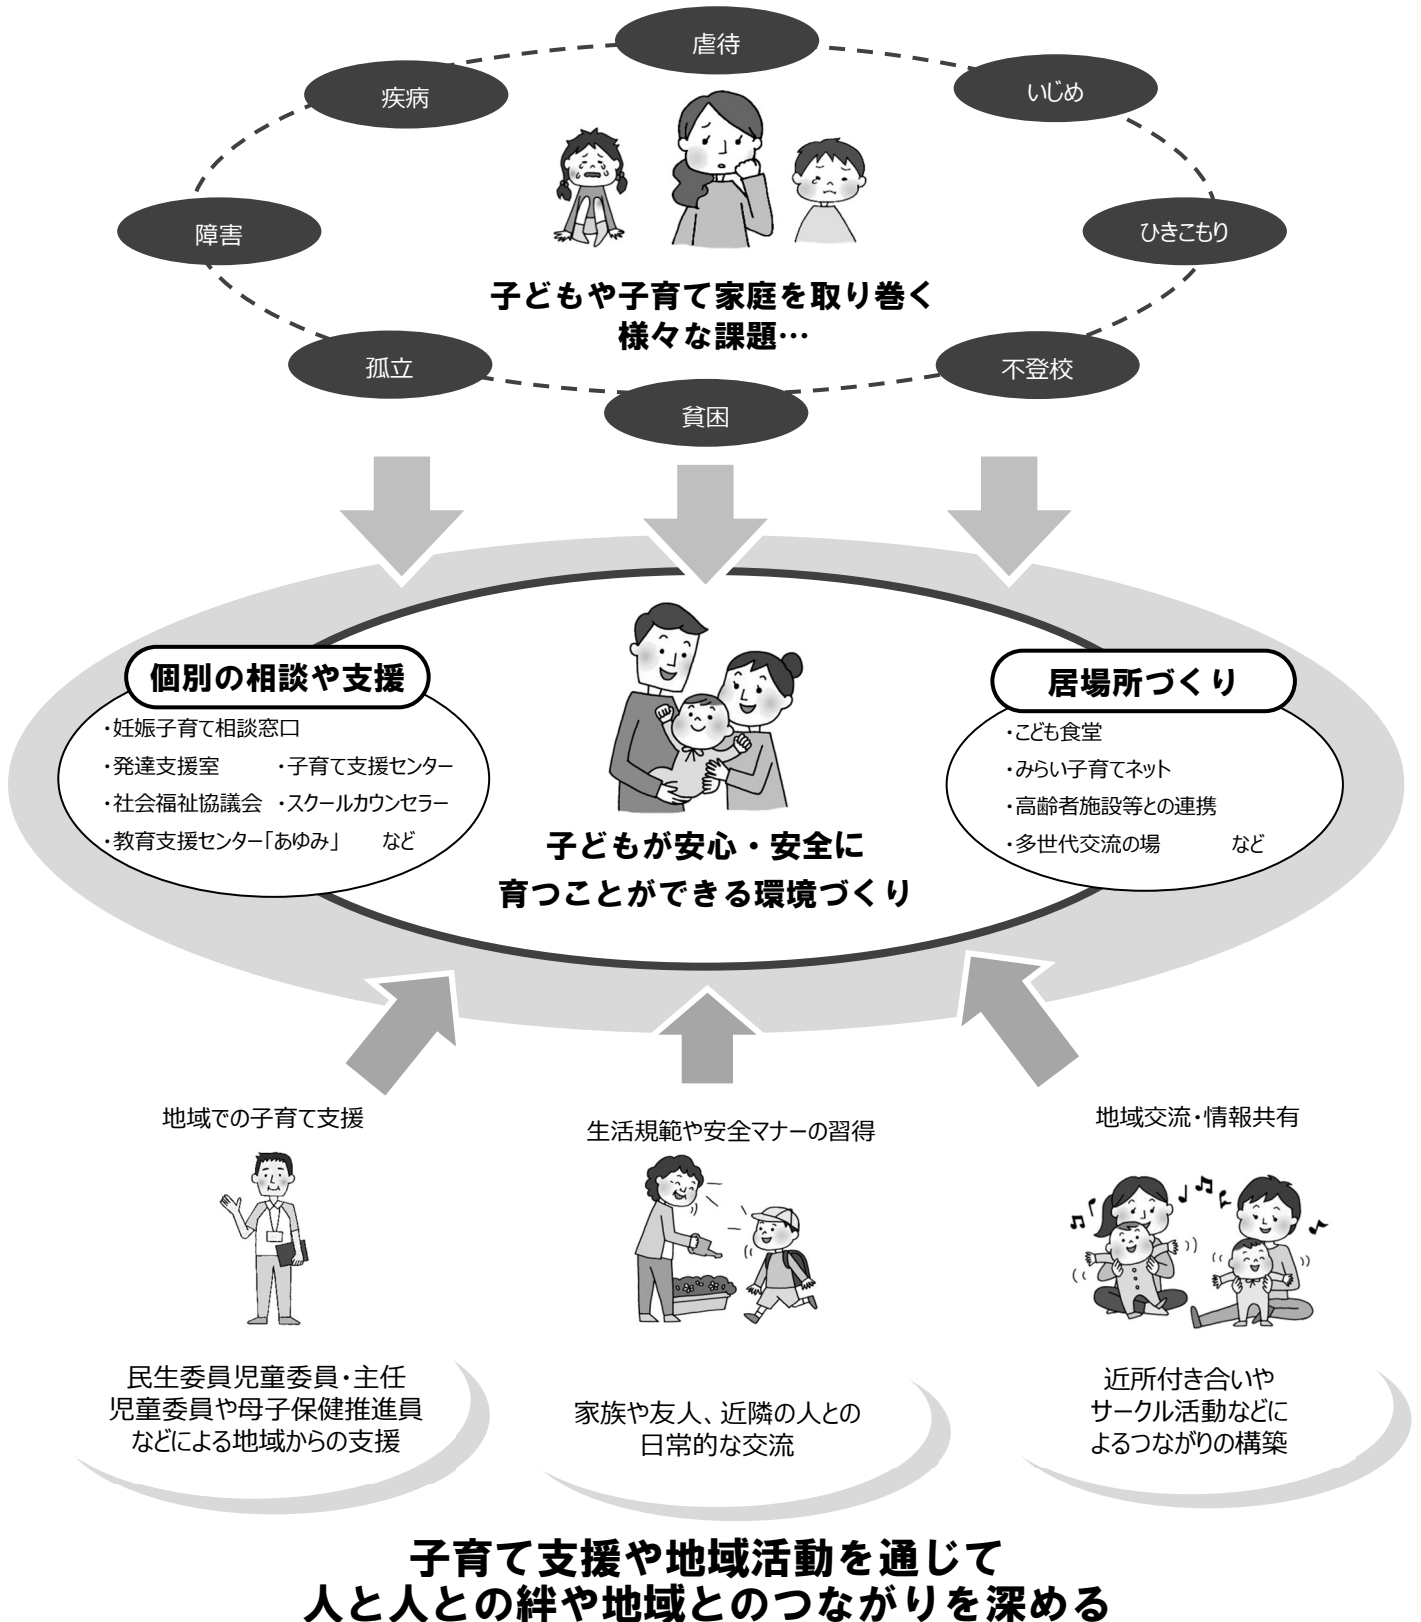 虐待
疾病
いじめ
障害
ひきこもり
子どもや子育て家庭を取り巻く
様々な課題…
孤立
不登校
貧困
個別の相談や支援
・妊娠子育て相談窓口
・発達支援室 ・子育て支援センター
・社会福祉協議会 ・スクールカウンセラー
・教育支援センター「あゆみ」 など
居場所づくり
・こども食堂
・みらい子育てネット
・高齢者施設等との連携
・多世代交流の場 など
子どもが安心・安全に
育つことができる環境づくり
地域での子育て支援
生活規範や安全マナーの習得
地域交流・情報共有
民生委員児童委員・主任
児童委員や母子保健推進員
などによる地域からの支援
家族や友人、近隣の人との
日常的な交流
近所付き合いや
サークル活動などに
よるつながりの構築
子育て支援や地域活動を通じて
人と人との絆や地域とのつながりを深める